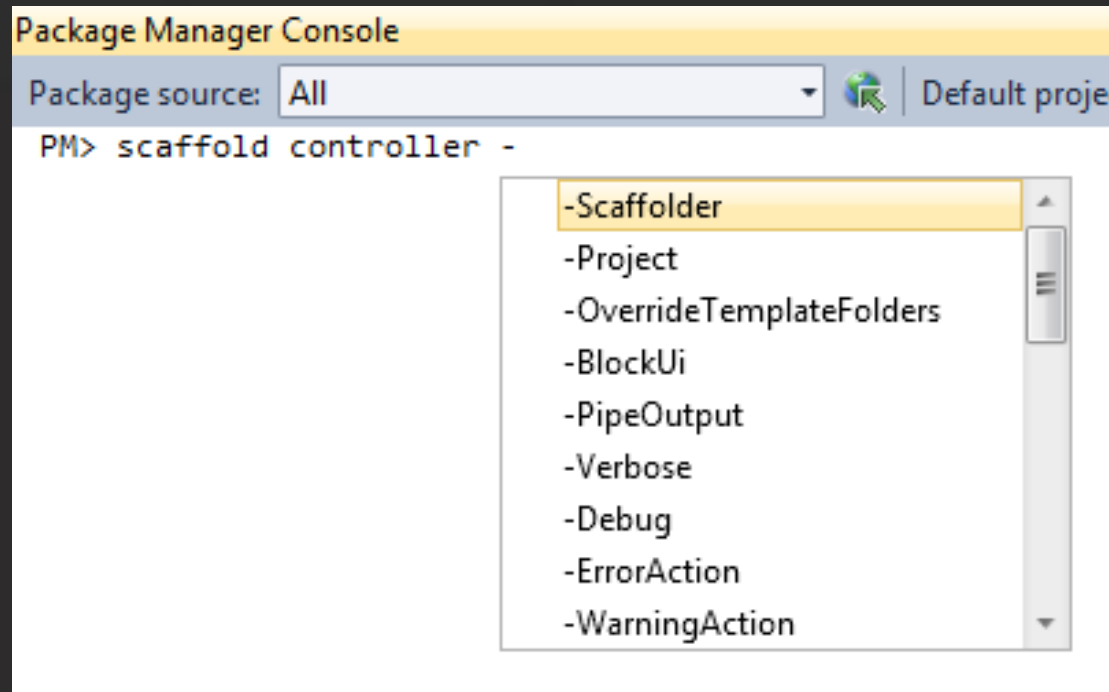 Package Manager Console
Package source: All Default proje
PM> scaffold controller -
-Scaffolder
-Project
-OverrideTemplateFolders
-BlockUi
-PipeOutput
-Verbose
-Debug
-ErrorAction
-WarningAction